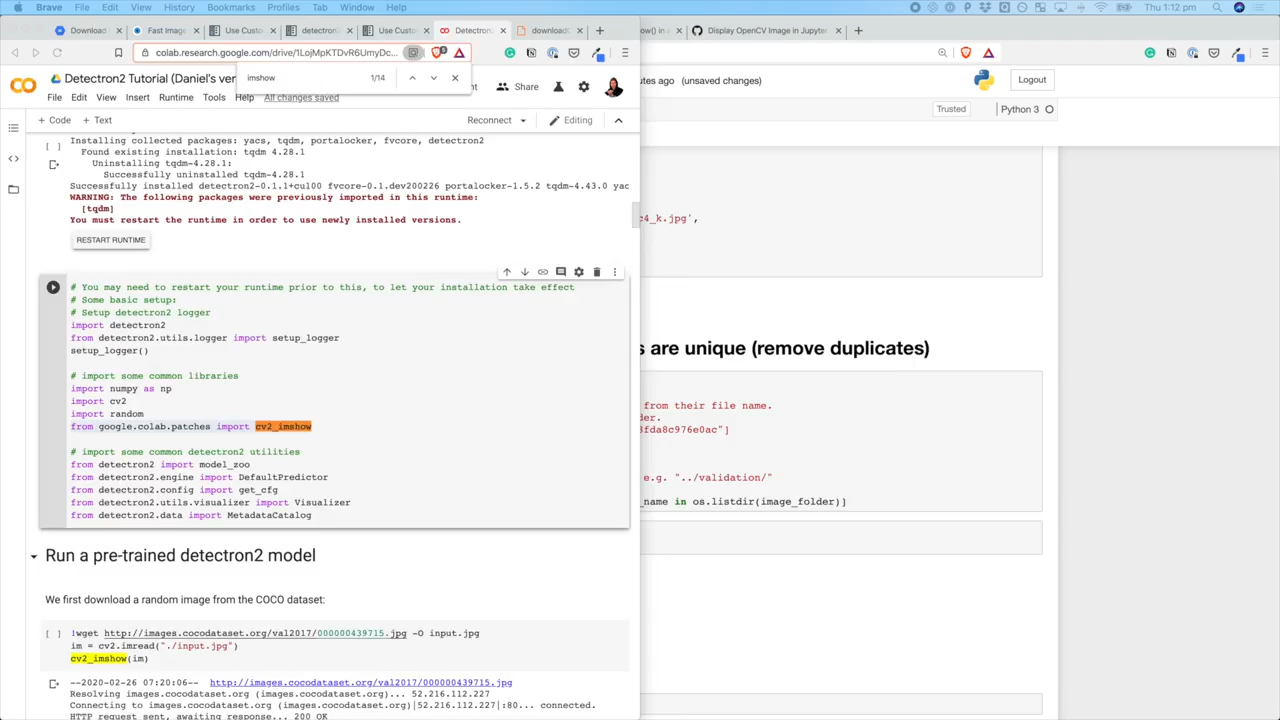 Brave File Edit View History Bookmarks Profiles Tab Window Help
Thu 1:12 pm
Download
Fast Image
Use Custo
detectron2
Use Custo
Detectron2
download
ow() in a
Display OpenCV Image in Jupyter
colab.research.google.com/drive/1LojMpKTDvR6UmyDc...
Detectron2 Tutorial (Daniel's ver
imshow
1/14
Share
utes ago (unsaved changes)
Logout
File Edit View Insert Runtime Tools Help All changes saved
Trusted
Python 3
+ Code + Text
Reconnect
Editing
Installing collected packages: yacs, tqdm, portalocker, fvcore, detectron2
Found existing installation: tqdm 4.28.1
Uninstalling tqdm-4.28.1:
Successfully uninstalled tqdm-4.28.1
Successfully installed detectron2-0.1.1+cu100 fvcore-0.1.dev200226 portalocker-1.5.2 tqdm-4.43.0 yac
WARNING: The following packages were previously imported in this runtime:
[tqdm]
You must restart the runtime in order to use newly installed versions.
RESTART RUNTIME
c4_k.jpg',
# You may need to restart your runtime prior to this, to let your installation take effect
# Some basic setup:
# Setup detectron2 logger
import detectron2
from detectron2.utils.logger import setup_logger
setup_logger()
# import some common libraries
import numpy as np
import cv2
import random
from google.colab.patches import cv2_imshow
# import some common detectron2 utilities
from detectron2 import model_zoo
from detectron2.engine import DefaultPredictor
from detectron2.config import get_cfg
from detectron2.utils.visualizer import Visualizer
from detectron2.data import MetadataCatalog
s are unique (remove duplicates)
from their file name.
der.
8fda8c976e0ac"]
e.g. "../validation/"
_name in os.listdir(image_folder)]
Run a pre-trained detectron2 model
We first download a random image from the COCO dataset:
[ ] !wget http://images.cocodataset.org/val2017/000000439715.jpg -O input.jpg
im = cv2.imread("./input.jpg")
cv2_imshow(im)
--2020-02-26 07:20:06-- http://images.cocodataset.org/val2017/000000439715.jpg
Resolving images.cocodataset.org (images.cocodataset.org)... 52.216.112.227
Connecting to images.cocodataset.org (images.cocodataset.org)|52.216.112.227|:80... connected.
HTTP request sent, awaiting response... 200 OK